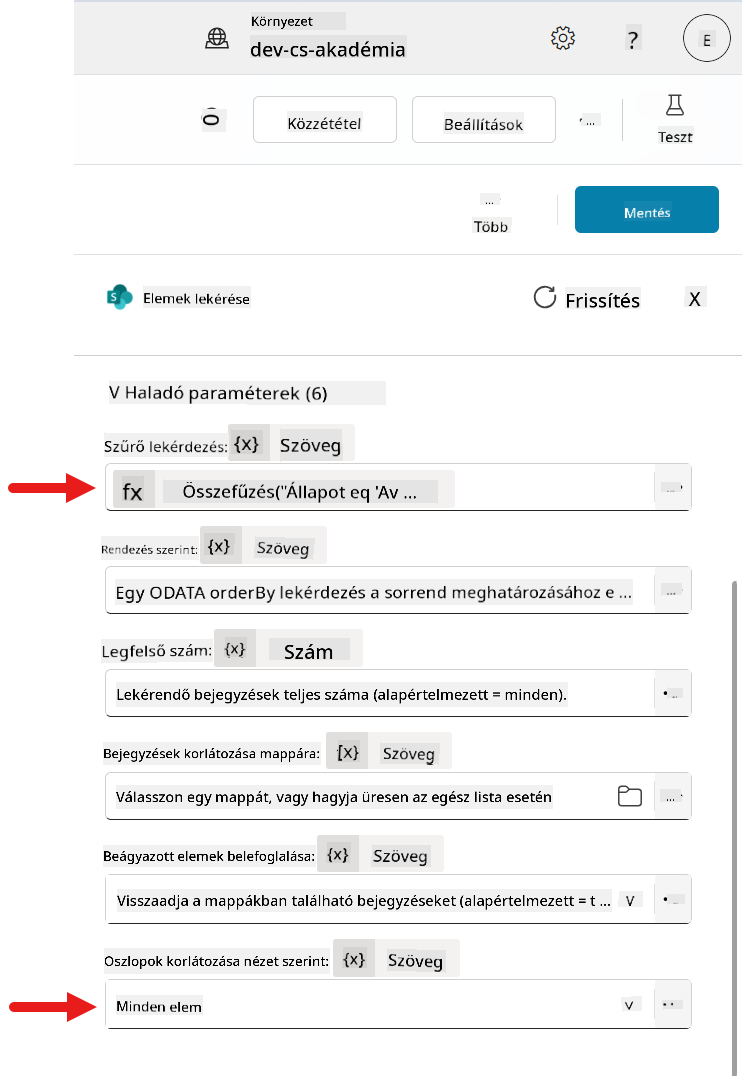 Környezet
dev-cs-akadémia
?
E
Közzététel
Beállítások
...
Teszt
...
Több
Mentés
S
Elemek lekérése
Frissítés
X
V Haladó paraméterek (6)
Szűrő lekérdezés: {x} Szöveg
fx Összefűzés("Állapot eq 'Av ...
...
Rendezés szerint: {x} Szöveg
Egy ODATA orderBy lekérdezés a sorrend meghatározásához e ...
...
Legfelső szám: {x} Szám
Lekérendő bejegyzések teljes száma (alapértelmezett = minden).
Bejegyzések korlátozása mappára: {x} Szöveg
Válasszon egy mappát, vagy hagyja üresen az egész lista esetén
...
Beágyazott elemek belefoglalása: {x} Szöveg
Visszaadja a mappákban található bejegyzéseket (alapértelmezett = t ... V
Oszlopok korlátozása nézet szerint: {x} Szöveg
Minden elem V